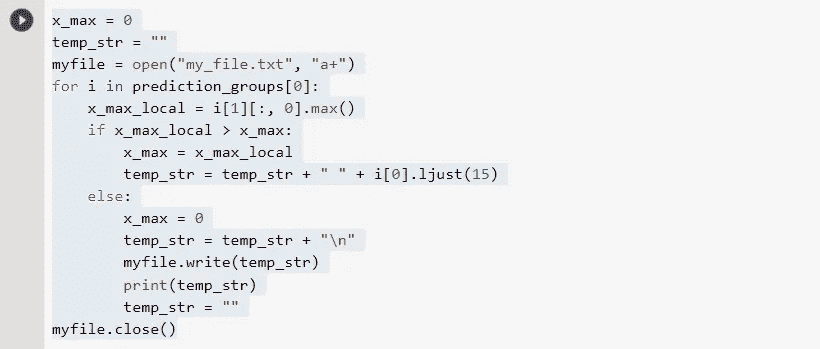 x_max = 0
temp_str = ""
myfile = open("my_file.txt", "a+")
for i in prediction_groups[0]:
    x_max_local = i[1][:, 0].max()
    if x_max_local > x_max:
        x_max = x_max_local
        temp_str = temp_str + " " + i[0].ljust(15)
    else:
        x_max = 0
        temp_str = temp_str + "\n"
        myfile.write(temp_str)
        print(temp_str)
        temp_str = ""
myfile.close()